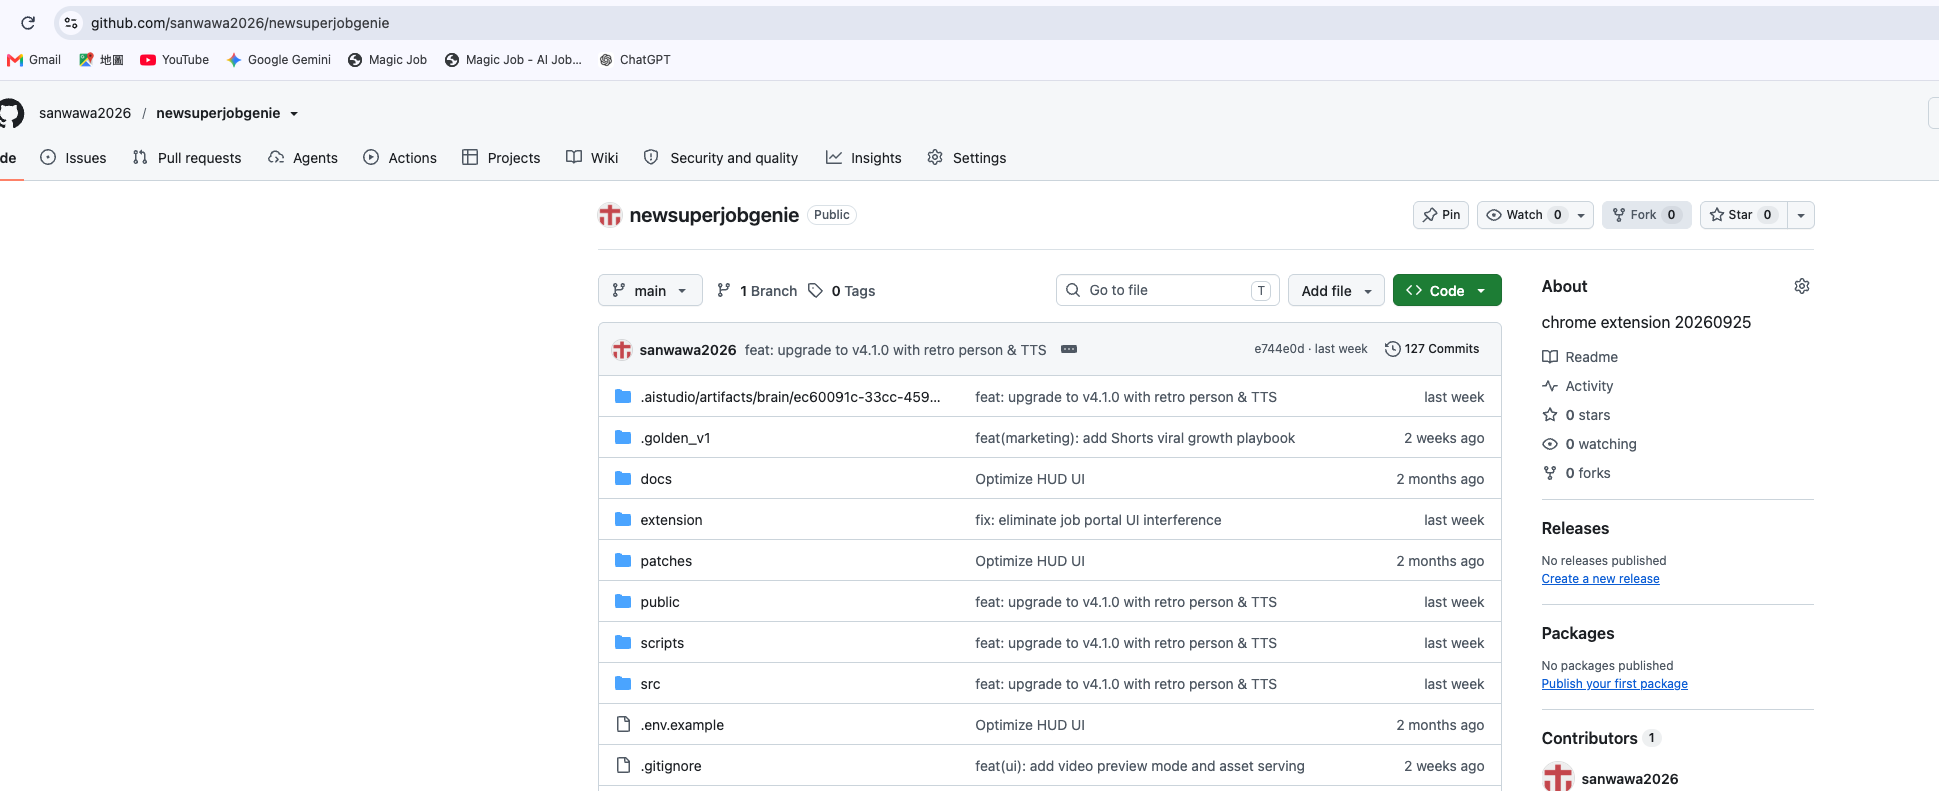 github.com/sanwawa2026/newsuperjobgenie
Gmail 地圖 YouTube Google Gemini Magic Job Magic Job - AI Job... ChatGPT
sanwawa2026 / newsuperjobgenie
de Issues Pull requests Agents Actions Projects Wiki Security and quality Insights Settings
newsuperjobgenie Public Pin Watch 0 Fork 0 Star 0
main 1 Branch 0 Tags Go to file T Add file Code
sanwawa2026 feat: upgrade to v4.1.0 with retro person & TTS e744e0d · last week 127 Commits
.aistudio/artifacts/brain/ec60091c-33cc-459... feat: upgrade to v4.1.0 with retro person & TTS last week
.golden_v1 feat(marketing): add Shorts viral growth playbook 2 weeks ago
docs Optimize HUD UI 2 months ago
extension fix: eliminate job portal UI interference last week
patches Optimize HUD UI 2 months ago
public feat: upgrade to v4.1.0 with retro person & TTS last week
scripts feat: upgrade to v4.1.0 with retro person & TTS last week
src feat: upgrade to v4.1.0 with retro person & TTS last week
.env.example Optimize HUD UI 2 months ago
.gitignore feat(ui): add video preview mode and asset serving 2 weeks ago
About
chrome extension 20260925
Readme
Activity
0 stars
0 watching
0 forks
Releases
No releases published
Create a new release
Packages
No packages published
Publish your first package
Contributors 1
sanwawa2026